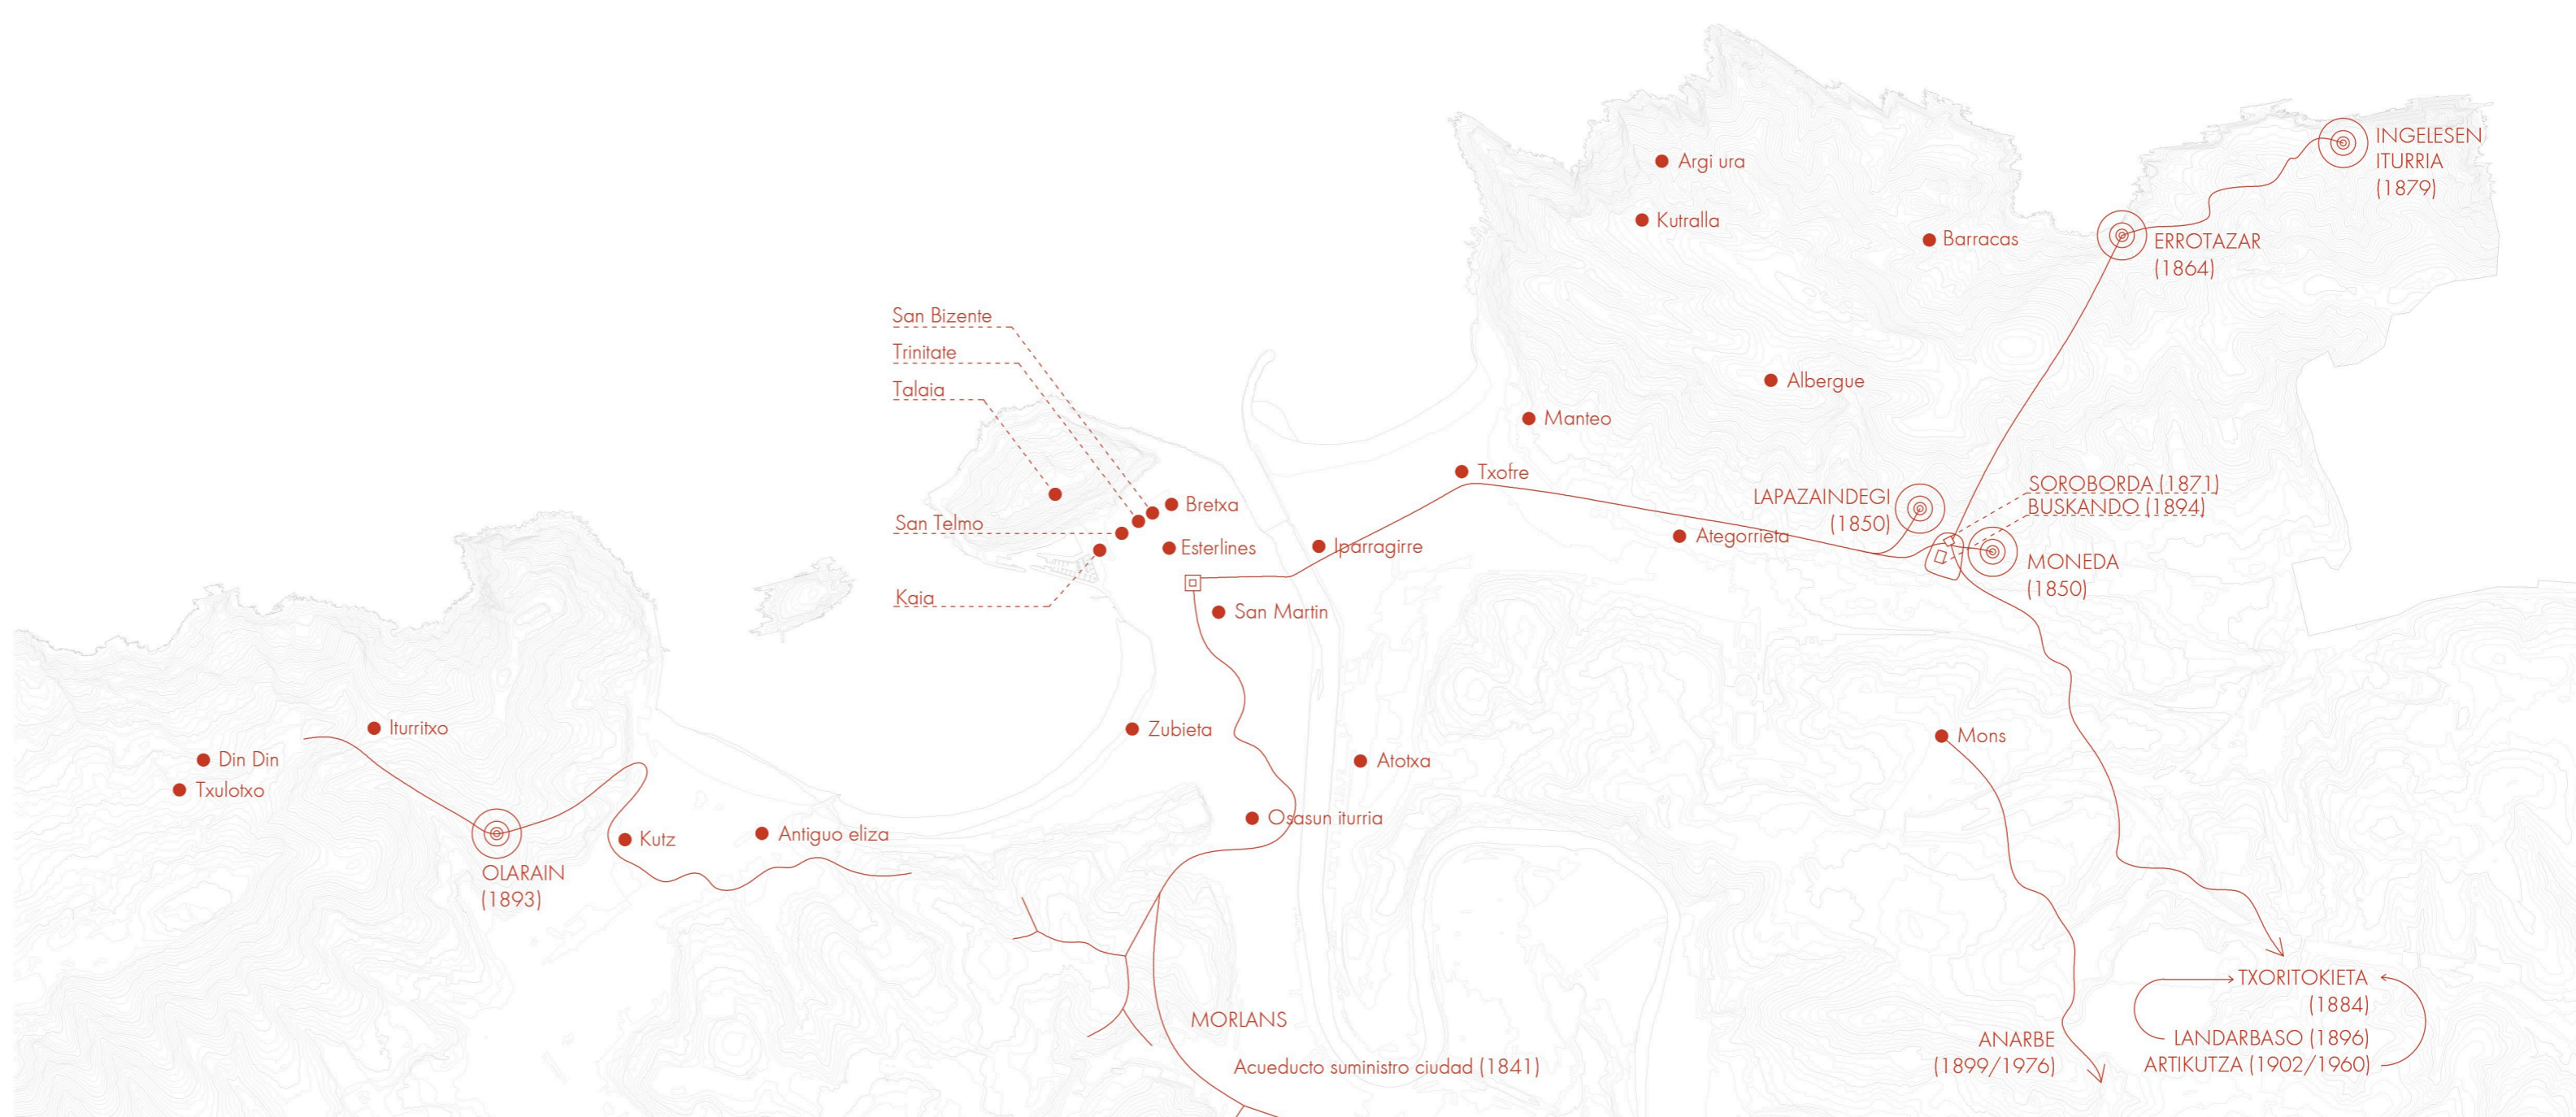 INGELESEN
ITURRIA
(1879)
Argi ura
Kutralla
Barracas
ERROTAZAR
(1864)
San Bizente
Trinitate
Talaia
Albergue
Manteo
Txofre
SOROBORDA (1871)
BUSKANDO (1894)
LAPAZAINDEGI
(1850)
Bretxa
San Telmo
Ategorrieta
Iparragirre
Esterlines
MONEDA
(1850)
Kaia
San Martin
Iturritxo
Zubieta
Mons
Din Din
Atotxa
Txulotxo
Osasun iturria
Antiguo eliza
Kutz
OLARAIN
(1893)
TXORITOKIETA
(1884)
MORLANS
LANDARBASO (1896)
ANARBE
(1899/1976)
ARTIKUTZA (1902/1960)
Acueducto suministro ciudad (1841)